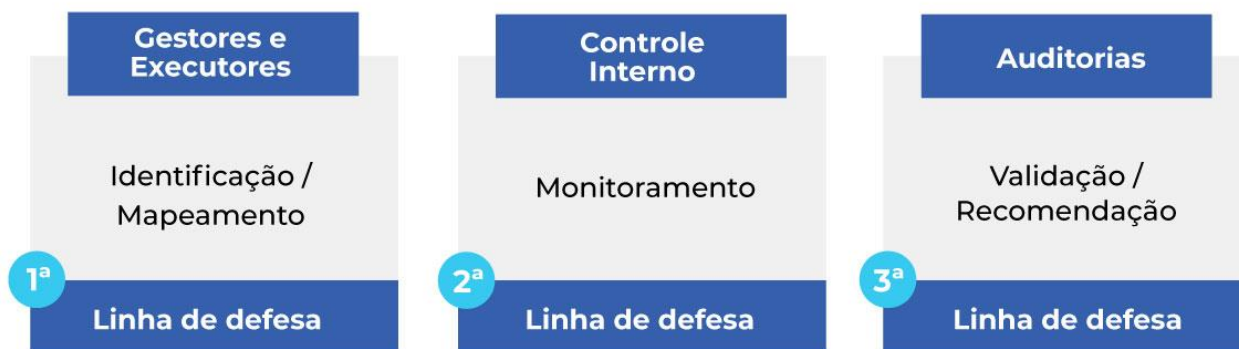 Gestores e
Executores
Identificação /
Mapeamento
1ª
Linha de defesa
Controle
Interno
Monitoramento
2ª
Linha de defesa
Auditorias
Validação /
Recomendação
3ª
Linha de defesa